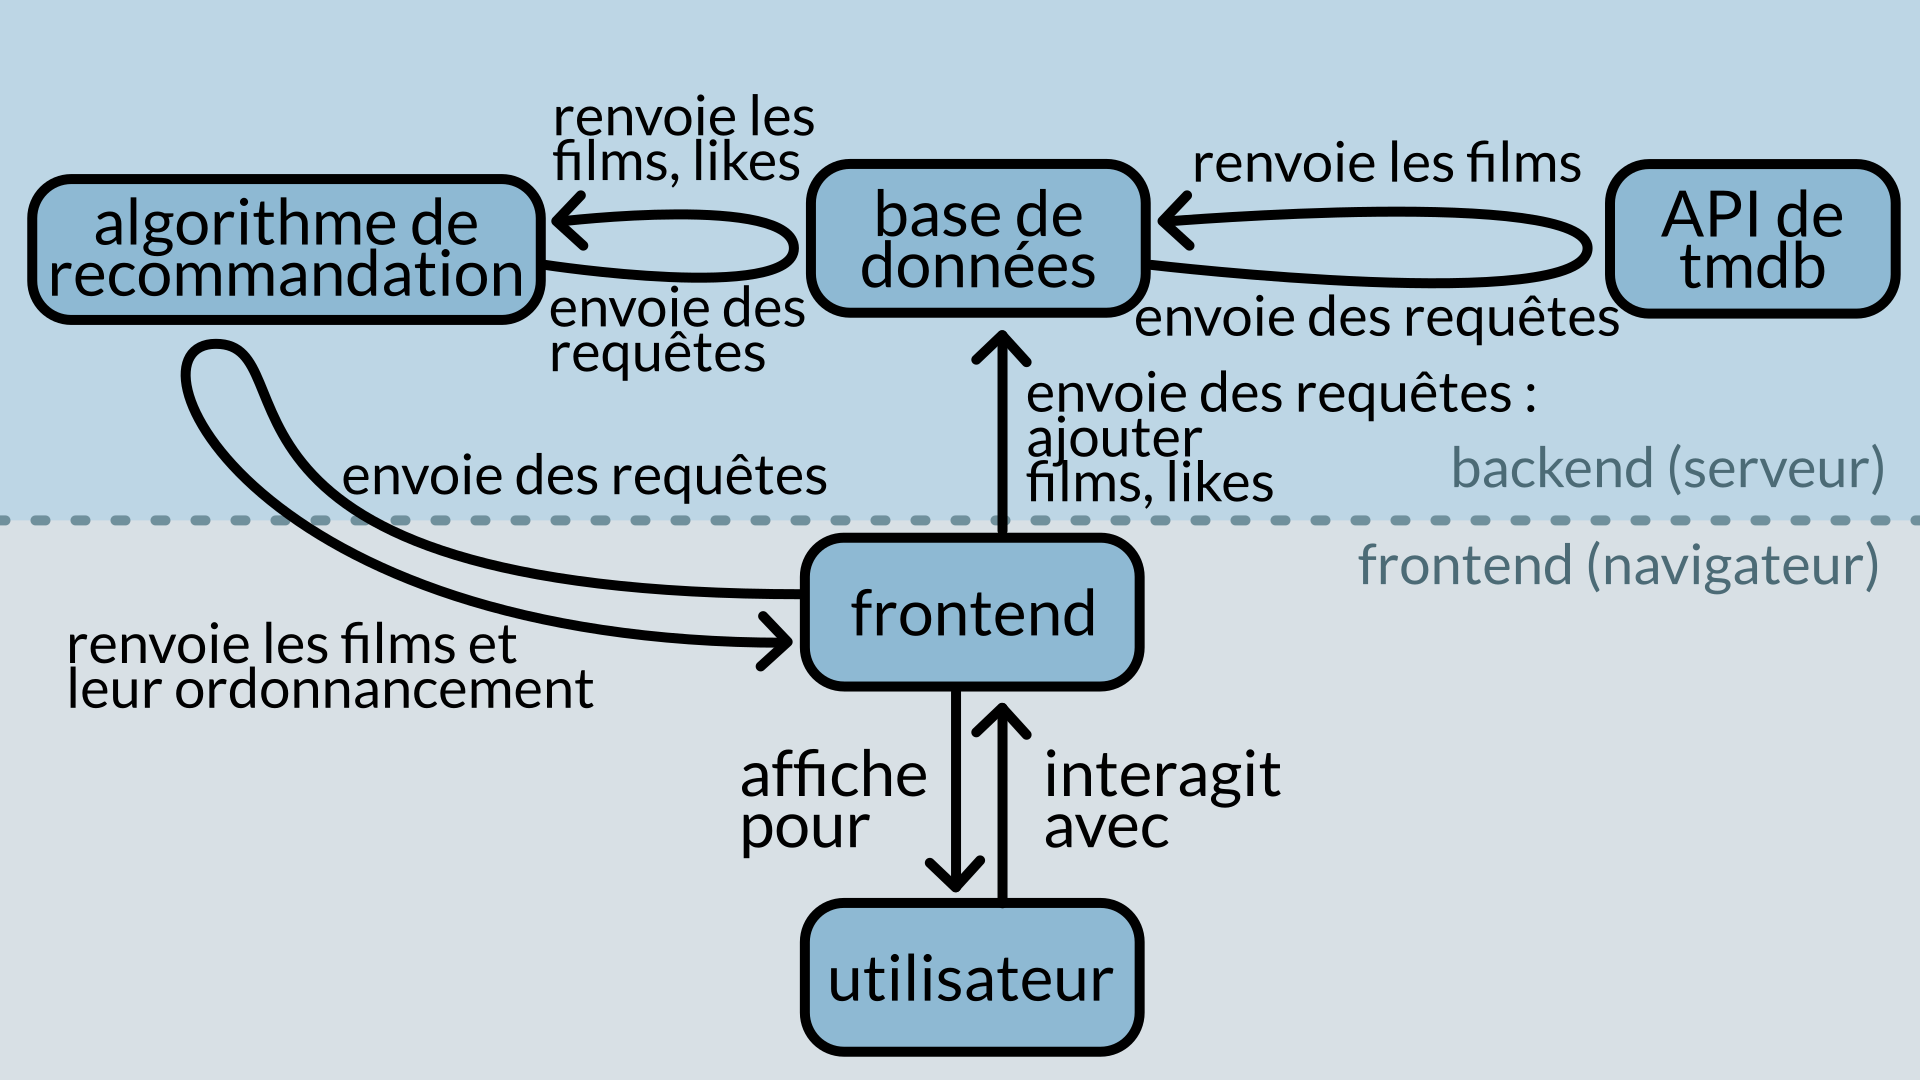 renvoie les
films, likes
renvoie les films
algorithme de
recommandation
base de
données
API de
tmdb
envoie des
requêtes
envoie des requêtes
envoie des requêtes :
ajouter
films, likes
envoie des requêtes
backend (serveur)
frontend (navigateur)
frontend
renvoie les films et
leur ordonnancement
affiche
pour
interagit
avec
utilisateur